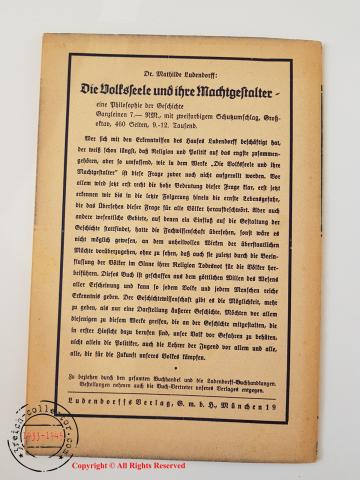 Dr. Mathilde Ludendorff:
Die Volksseele und ihre Machtgestalter -
eine Philosophie der Geschichte
Ganzleinen 7.— RM., mit zweifarbigem Schutzumschlag, Groß-
oktav, 460 Seiten, 9.-12. Tausend.
Wer sich mit den Erkenntnissen des Hauses Ludendorff beschäftigt hat,
der weiß schon längst, daß Religion und Politik auf das engste zusammen-
gehören, aber so umfassend, wie in dem Werke „Die Volksseele und ihre
Machtgestalter" ist diese Frage zuvor noch nicht aufgerollt worden. Vor
allem wird jetzt erst recht die hohe Bedeutung dieser Frage klar, erst jetzt
erkennen wir bis in die letzte Folgerung hinein die ernste Lebensgefahr,
die das Übersehen dieser Frage für alle Völker heraufbeschwört. Aber auch
andere wesentliche Gebiete, auf denen ein Einfluß auf die Gestaltung der
Geschichte stattfindet, hatte die Fachwissenschaft übersehen, sonst wäre es
nicht möglich gewesen, an dem unheilvollen Wirken der überstaatlichen
Mächte vorüberzugehen, ohne zu sehen, daß auch sie zuletzt durch die Beein-
flussung der Völker im Sinne ihrer Religion Todesnot für die Völker her-
beiführen. Dieses Buch ist geschaffen aus dem göttlichen Willen des Wesens
aller Erscheinung und kann so jedem Volke und jedem Menschen reiche
Erkenntnis geben. Der Geschichtewissenschaft gibt es die Möglichkeit, mehr
zu geben, als nur eine Darstellung äußerer Geschichte. Möchten vor allem
diejenigen zu diesem Werke greifen, die an der Geschichte mitgestalten, die
in erster Hinsicht dazu berufen sind, unser Volk vor Gefahren zu behüten,
nicht allein die Politiker, auch die Lehrer der Jugend vor allem und alle,
alle, die für die Zukunft unseres Volkes kämpfen.
Zu beziehen durch den gesamten Buchhandel und die Ludendorff-Buchhandlungen.
Bestellungen nehmen auch die Buch-Vertreter unseres Verlages entgegen.
Ludendorffs Verlag, G. m. b. H., München 19
reich-collector.com
1933-1945
Copyright © All Rights Reserved